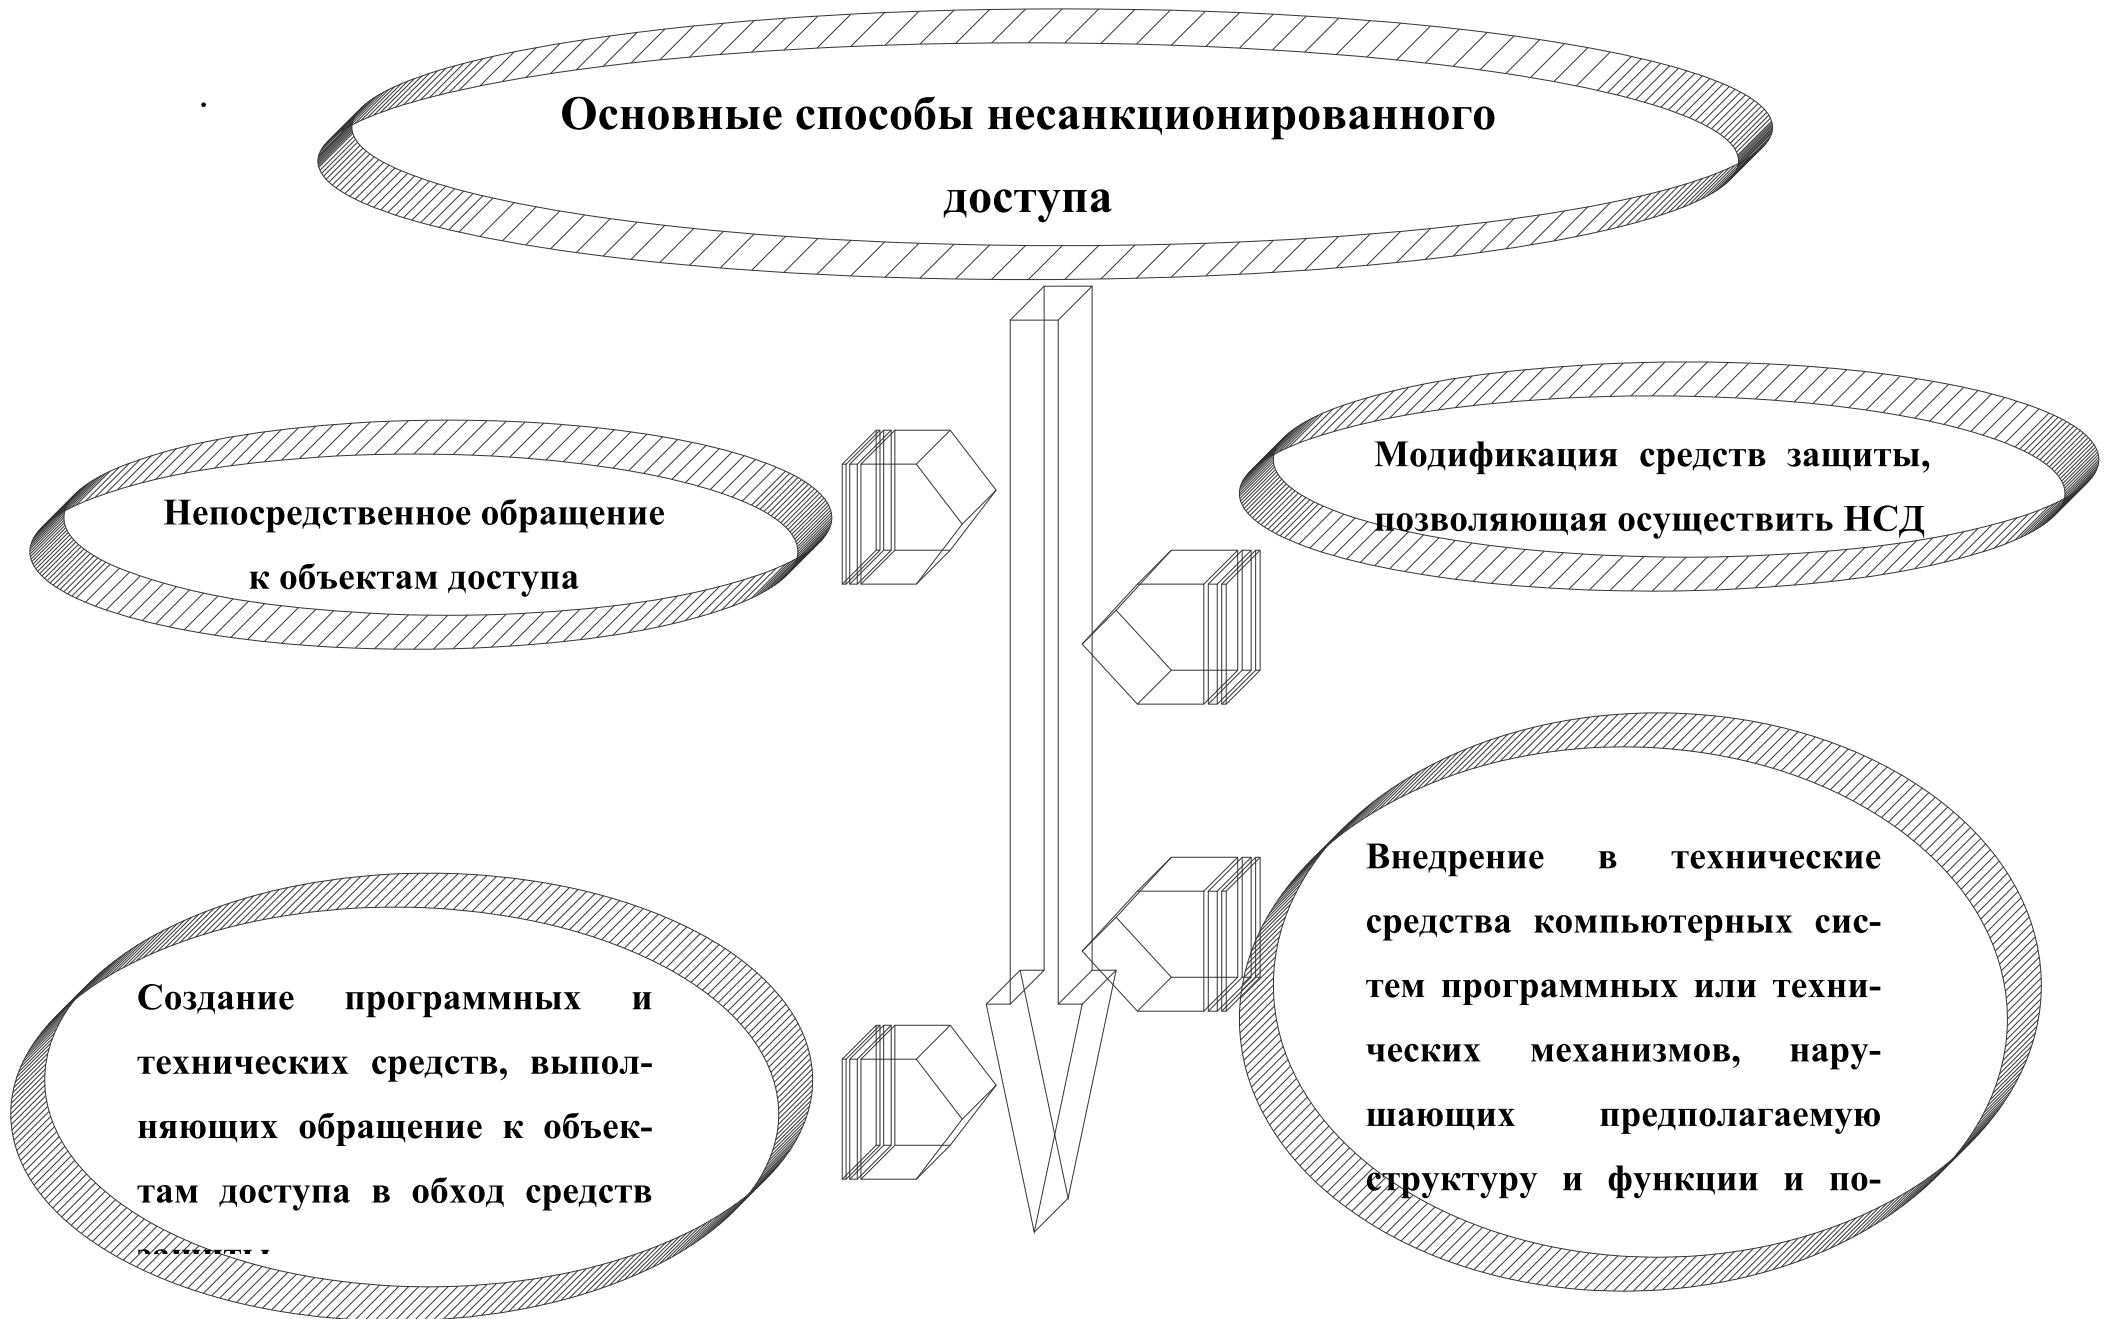 Основные способы несанкционированного
доступа
Непосредственное обращение
к объектам доступа
Модификация средств защиты,
позволяющая осуществить НСД
Создание программных и
технических средств, выпол-
няющих обращение к объек-
там доступа в обход средств
Внедрение в технические
средства компьютерных сис-
тем программных или техни-
ческих механизмов, нару-
шающих предполагаемую
структуру и функции и по-